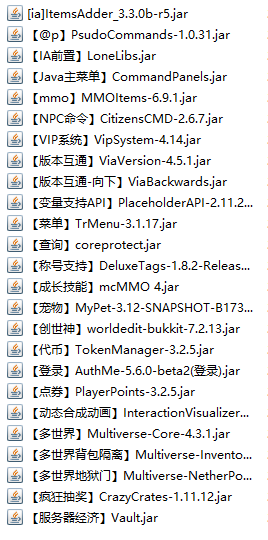 [ia]ItemsAdder_3.3.0b-r5.jar
【@p】PsudoCommands-1.0.31.jar
【IA前置】LoneLibs.jar
【Java主菜单】CommandPanels.jar
【mmo】MMOItems-6.9.1.jar
【NPC命令】CitizensCMD-2.6.7.jar
【VIP系统】VipSystem-4.14.jar
【版本互通】ViaVersion-4.5.1.jar
【版本互通-向下】ViaBackwards.jar
【变量支持API】PlaceholderAPI-2.11.2...
【菜单】TrMenu-3.1.17.jar
【查询】coreprotect.jar
【称号支持】DeluxeTags-1.8.2-Releas...
【成长技能】mcMMO 4.jar
【宠物】MyPet-3.12-SNAPSHOT-B173...
【创世神】worldedit-bukkit-7.2.13.jar
【代币】TokenManager-3.2.5.jar
【登录】AuthMe-5.6.0-beta2(登录).jar
【点券】PlayerPoints-3.2.5.jar
【动态合成动画】InteractionVisualizer...
【多世界】Multiverse-Core-4.3.1.jar
【多世界背包隔离】Multiverse-Invento...
【多世界地狱门】Multiverse-NetherPo...
【疯狂抽奖】CrazyCrates-1.11.12.jar
【服务器经济】Vault.jar